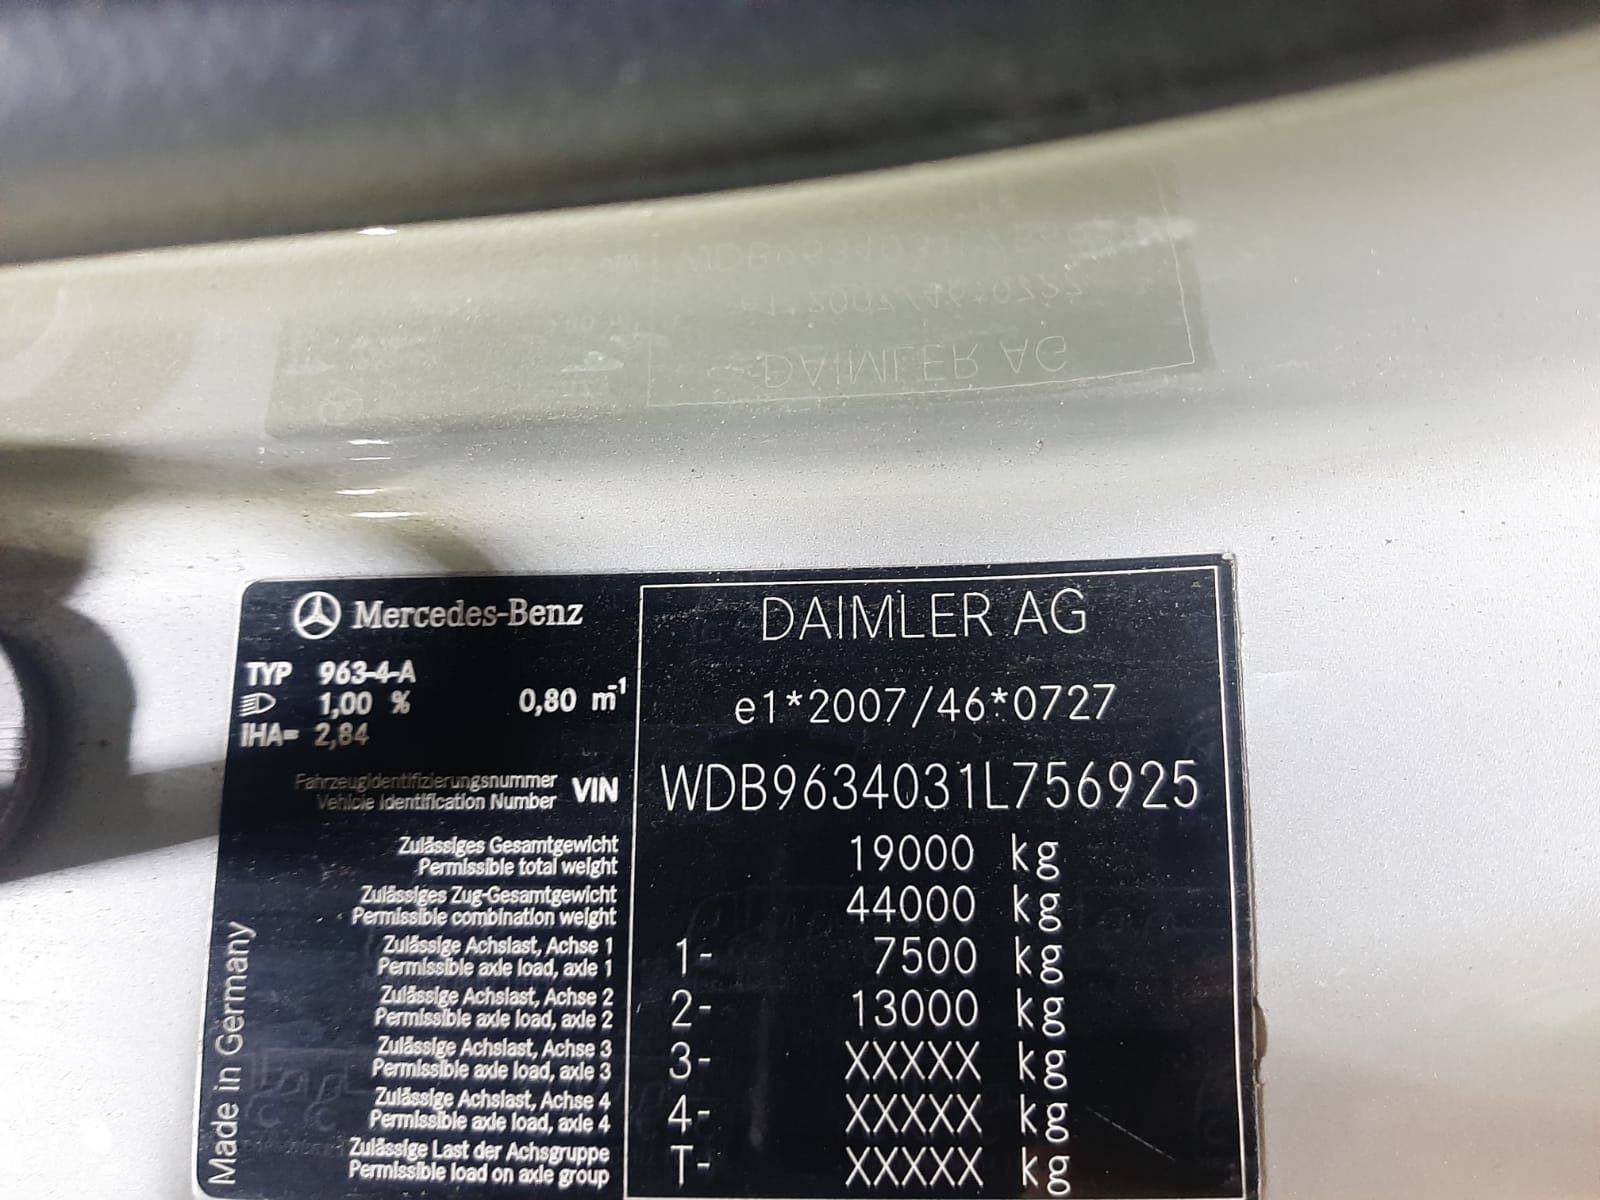 Mercedes-Benz
DAIMLER AG
TYP 963-4-A
1,00 % 0,80 m⁻¹
IHA= 2,84
e1*2007/46*0727
Fahrzeugidentifizierungsnummer
Vehicle Identification Number VIN WDB9634031L756925
Zulässiges Gesamtgewicht
Permissible total weight 19000 kg
Zulässiges Zug-Gesamtgewicht
Permissible combination weight 44000 kg
Zulässige Achslast, Achse 1
Permissible axle load, axle 1 1- 7500 kg
Zulässige Achslast, Achse 2
Permissible axle load, axle 2 2- 13000 kg
Zulässige Achslast, Achse 3
Permissible axle load, axle 3 3- XXXXX kg
Zulässige Achslast, Achse 4
Permissible axle load, axle 4 4- XXXXX kg
Zulässige Last der Achsgruppe
Permissible load on axle group T- XXXXX kg
Made in Germany